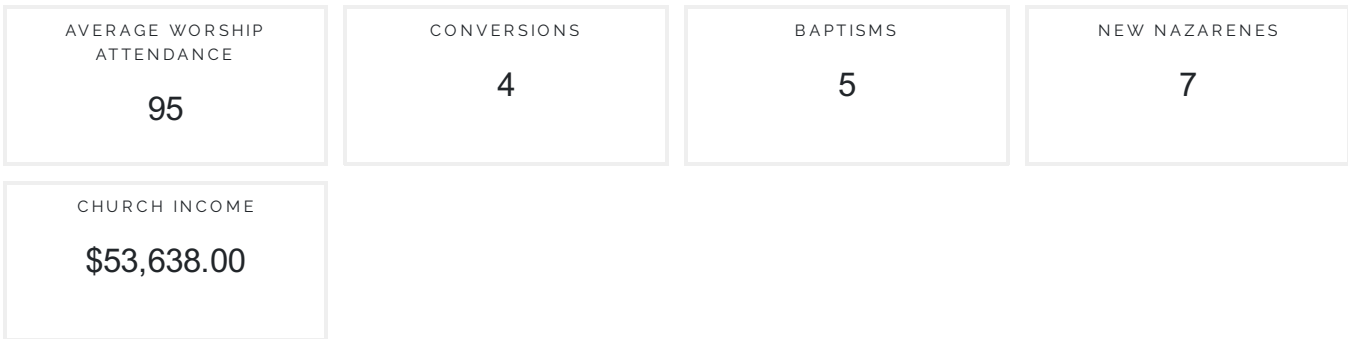 AVERAGE WORSHIP
ATTENDANCE
95
CONVERSIONS
4
BAPTISMS
5
NEW NAZARENES
7
CHURCH INCOME
$53,638.00